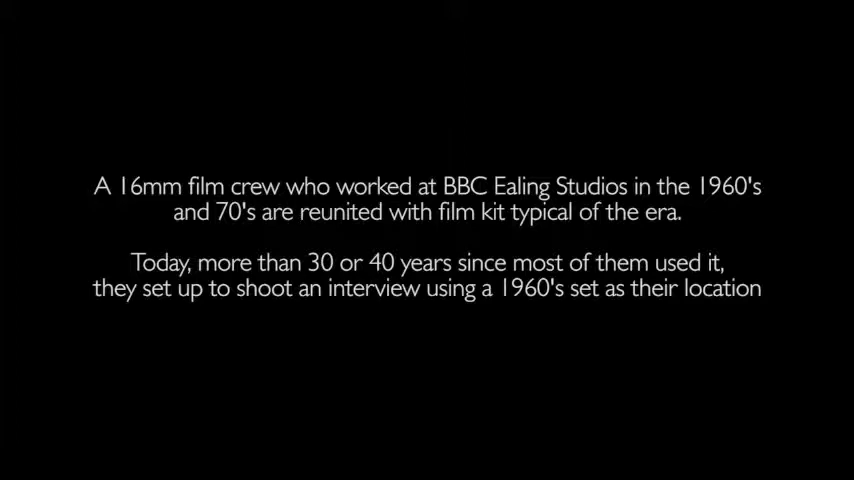 A 16mm film crew who worked at BBC Ealing Studios in the 1960's
and 70's are reunited with film kit typical of the era.
Today, more than 30 or 40 years since most of them used it,
they set up to shoot an interview using a 1960's set as their location